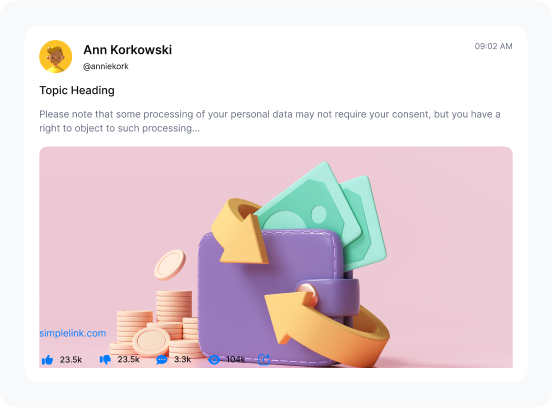 Ann Korkowski
09:02 AM
@anniekork
Topic Heading
Please note that some processing of your personal data may not require your consent, but you have a
right to object to such processing...
simplelink.com
23.5k 23.5k 3.3k 104k